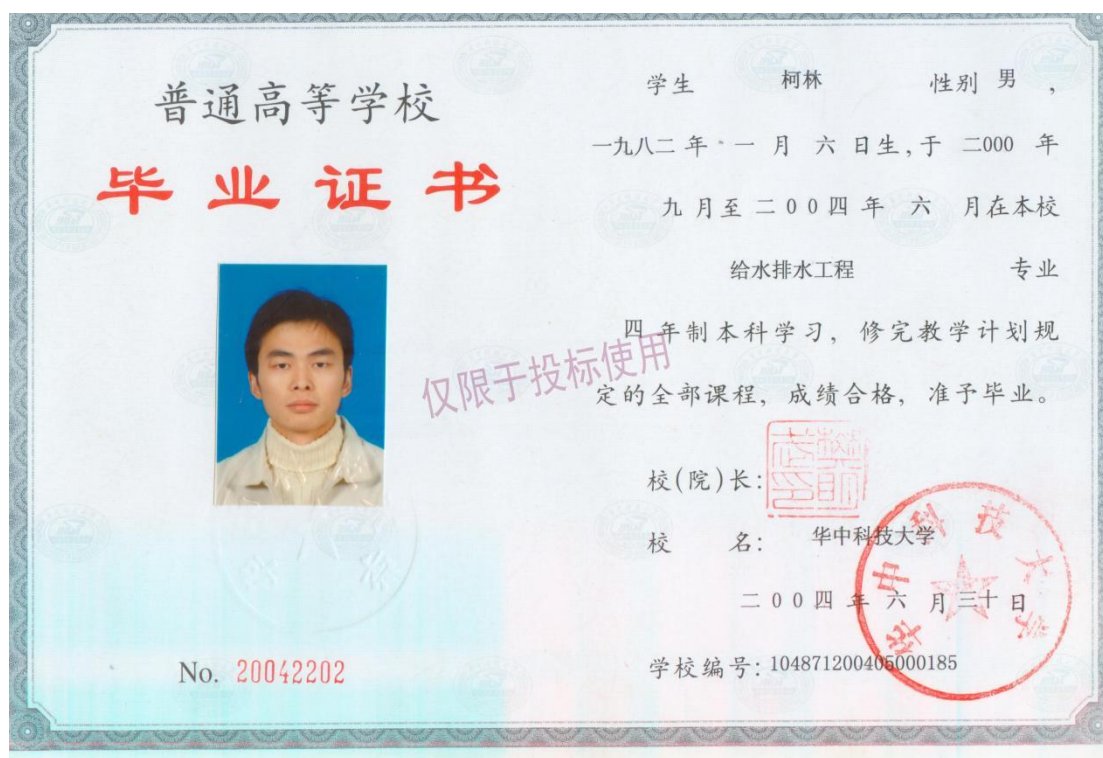 普通高等学校
毕业证书
No. 20042202
学生 柯林 性别 男,
一九八二年 一 月 六 日生,于 二000 年
九 月至 二 0 0 四 年 六 月在本校
给水排水工程 专业
四 年制本科学习, 修完教学计划规
定的全部课程, 成绩合格, 准予毕业。
校(院)长:
校 名: 华中科技大学
二 0 0 四 年 六 月 三十 日
学校编号: 104871200405000185
仅限于投标使用
华中科技大学